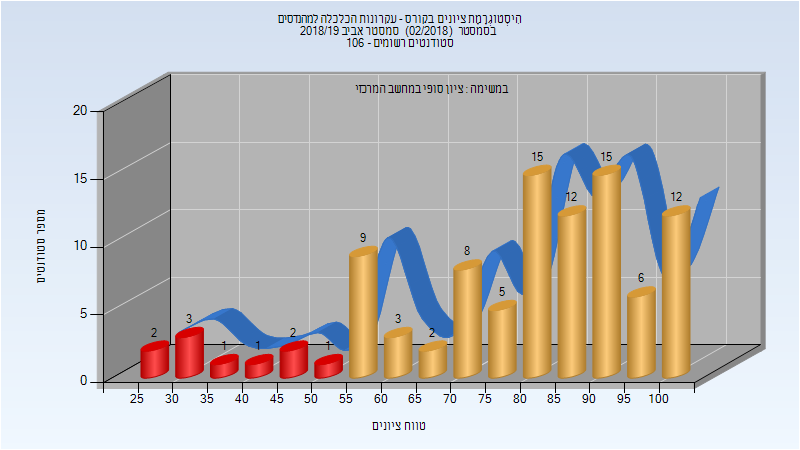 הִיסְטוֹגְרָמַת ציונים בקורס - עקרונות הכלכלה למהנדסים
בסמסטר (02/2018) סמסטר אביב 2018/19
סטודנטים רשומים - 106
במשימה : ציון סופי במחשב המרכזי
מספר סטודנטים
20
15
10
5
0
2 3 1 1 2 1 9 3 2 8 5 15 12 15 6 12
25 30 35 40 45 50 55 60 65 70 75 80 85 90 95 100
טווח ציונים